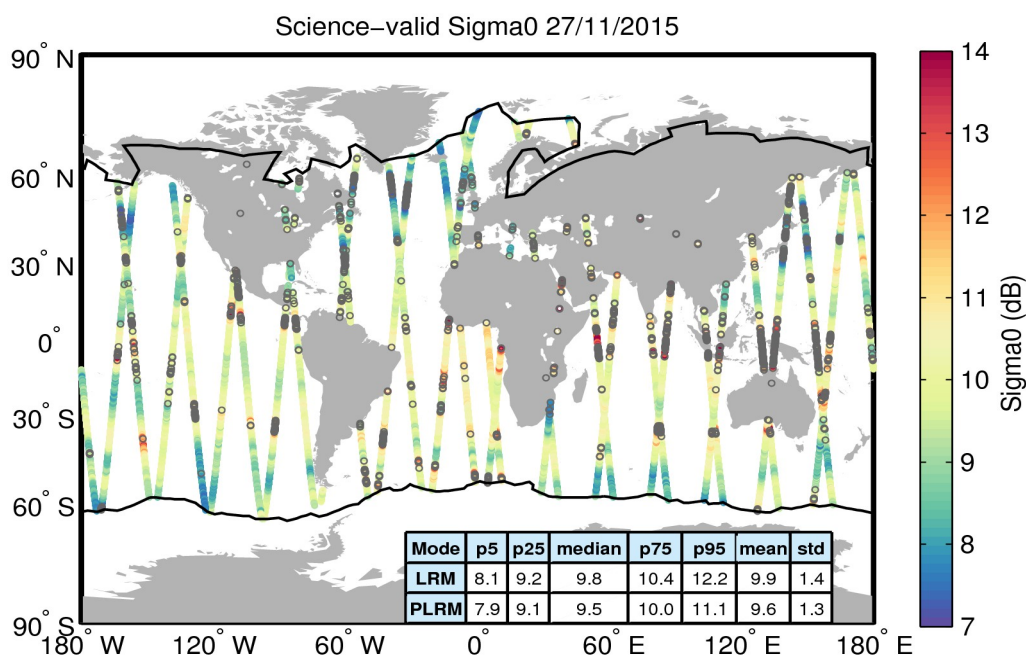 Science−valid Sigma0 27/11/2015
90° N
60° N
30° N
0°
30° S
60° S
90° S
180° W
120° W
60° W
0°
60° E
120° E
180° E
Mode p5 p25 median p75 p95 mean std
LRM 8.1 9.2 9.8 10.4 12.2 9.9 1.4
PLRM 7.9 9.1 9.5 10.0 11.1 9.6 1.3
14
13
12
11
10
9
8
7
Sigma0 (dB)